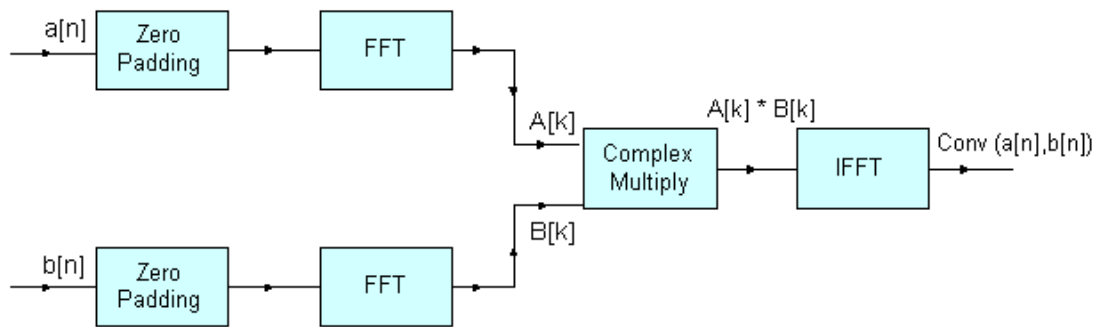 a[n]
Zero
Padding
FFT
A[k]
A[k] * B[k]
Complex
Multiply
IFFT
Conv (a[n],b[n])
B[k]
b[n]
Zero
Padding
FFT